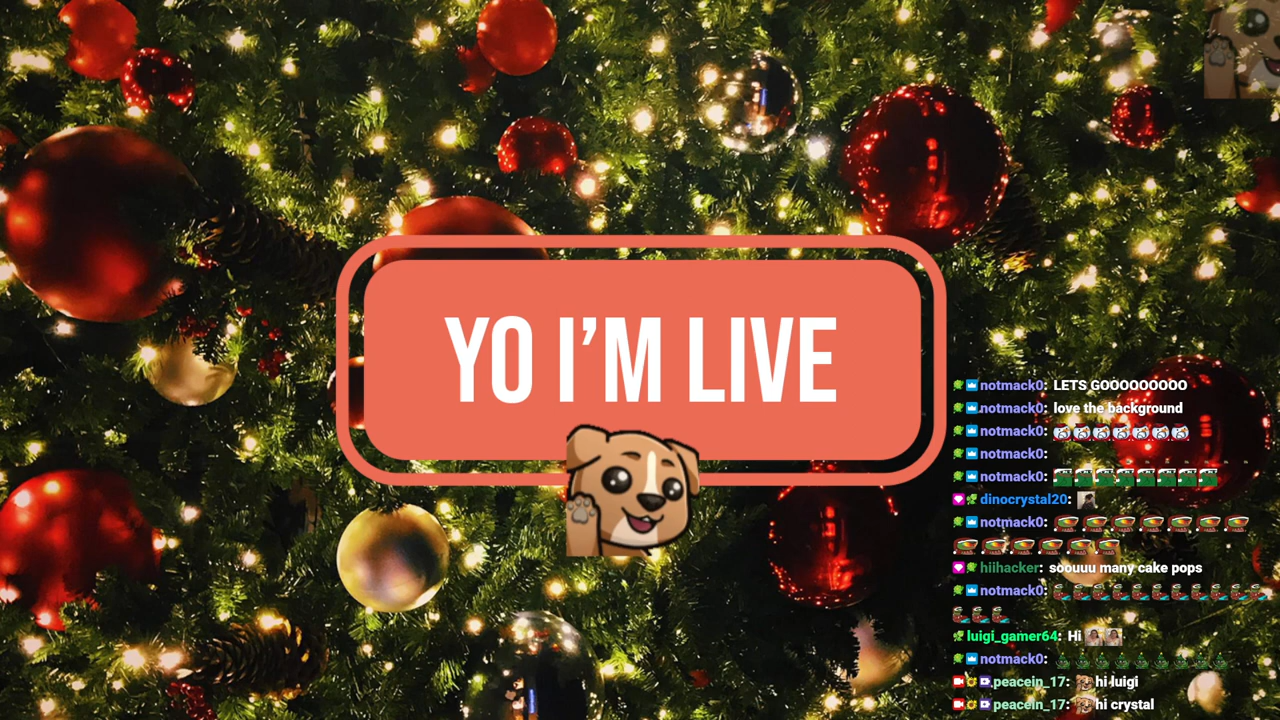 YO I’M LIVE
notmack0: LETS GOOOOOOOOO
notmack0: love the background
notmack0:
notmack0:
notmack0:
dinocrystal20:
notmack0:
hiihacker: soouuu many cake pops
notmack0:
luigi_gamer64: Hi
notmack0:
peacein_17: hi luigi
peacein_17: hi crystal